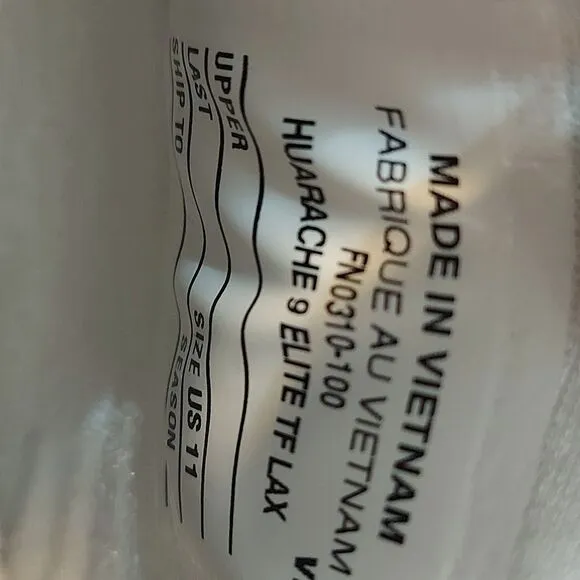 MADE IN VIETNAM
FABRIQUE AU VIETNAM
FN0310-100
HUARACHE 9 ELITE TF LAX
UPPER
LAST SIZE US 11
SHIP TO SEASON